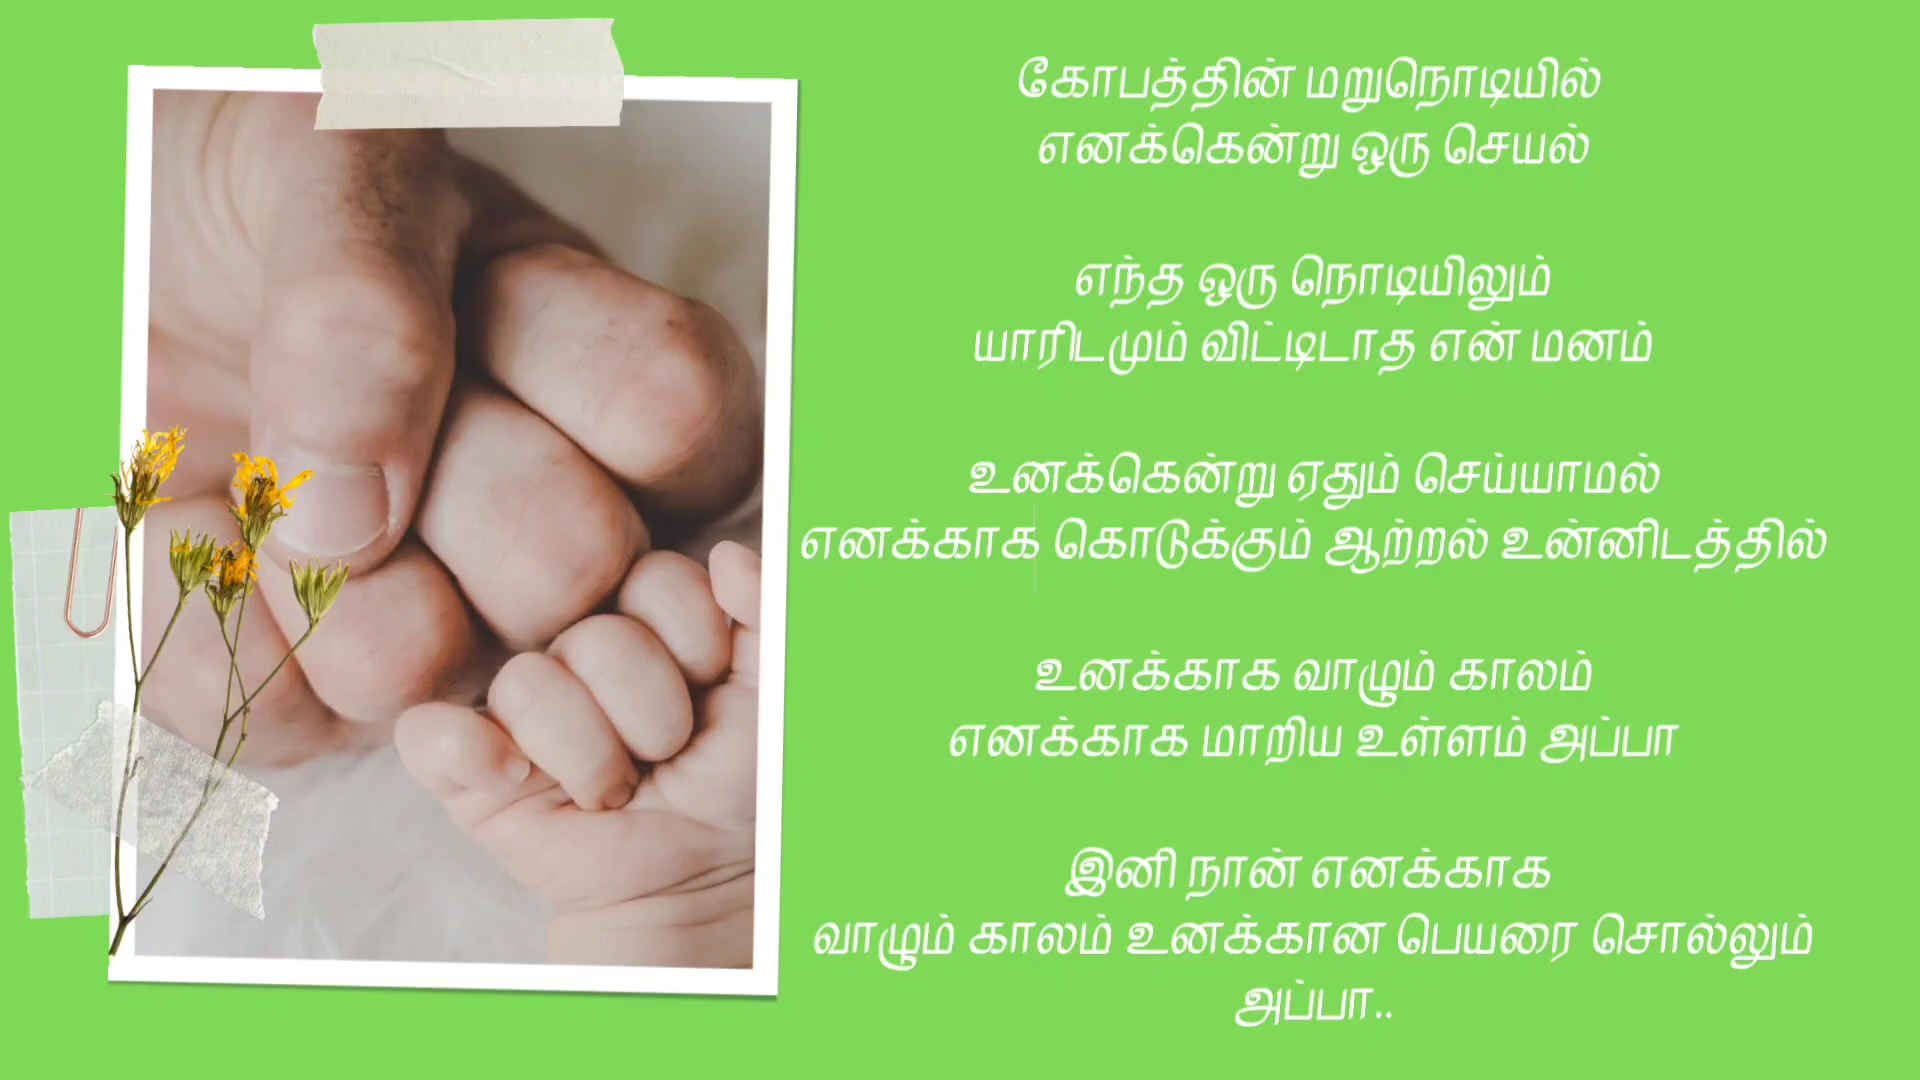 கோபத்தின் மறுநொடியில்
எனக்கென்று ஒரு செயல்
எந்த ஒரு நொடியிலும்
யாரிடமும் விட்டிடாத என் மனம்
உனக்கென்று ஏதும் செய்யாமல்
எனக்காக கொடுக்கும் ஆற்றல் உன்னிடத்தில்
உனக்காக வாழும் காலம்
எனக்காக மாறிய உள்ளம் அப்பா
இனி நான் எனக்காக
வாழும் காலம் உனக்கான பெயரை சொல்லும்
அப்பா..